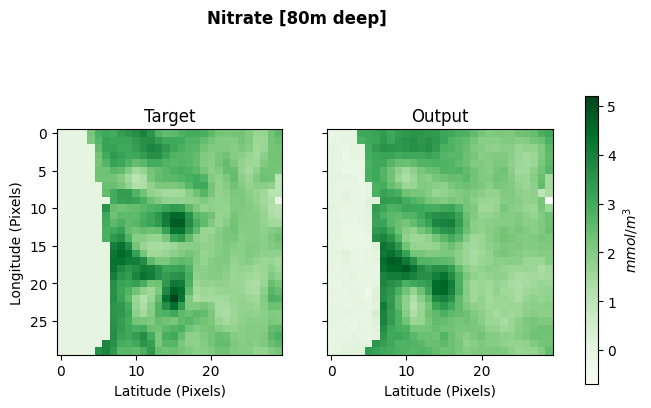 Nitrate [80m deep]
Target
Output
0
5
10
15
20
25
Longitude (Pixels)
0
10
20
Latitude (Pixels)
0
10
20
Latitude (Pixels)
5
4
3
2
1
0
mmol/m³